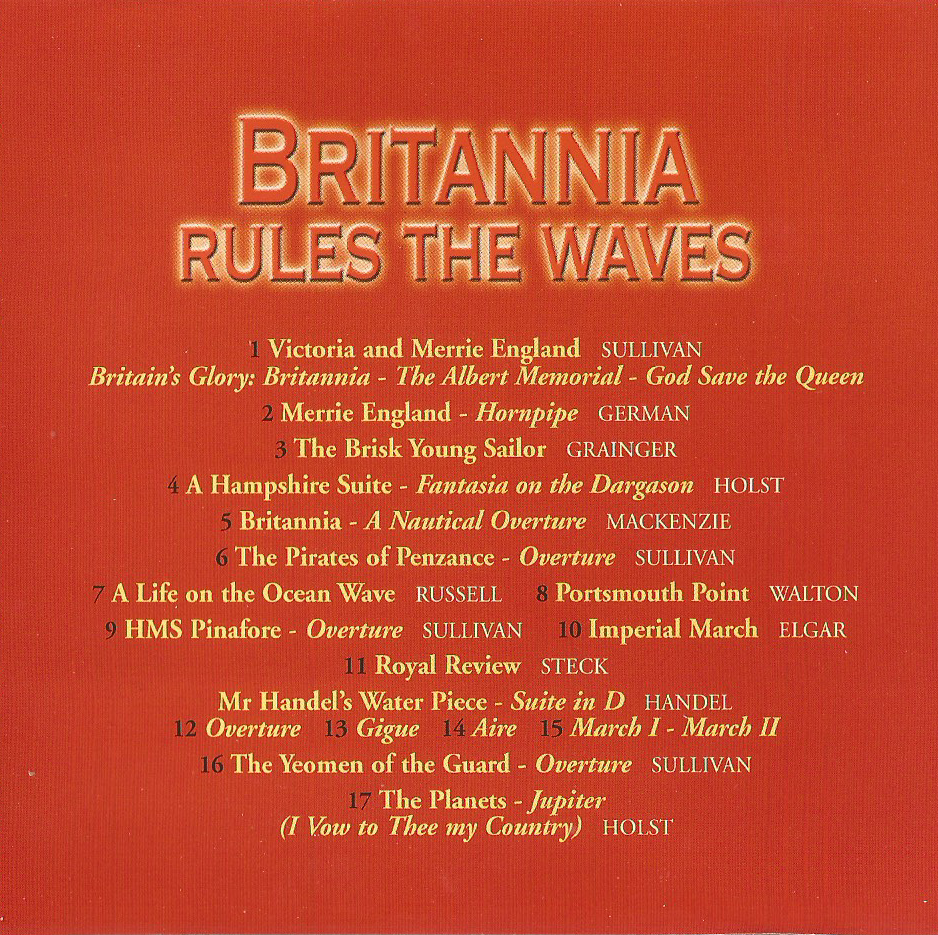 BRITANNIA
RULES THE WAVES
1 Victoria and Merrie England SULLIVAN
Britain's Glory: Britannia - The Albert Memorial - God Save the Queen
2 Merrie England - Hornpipe GERMAN
3 The Brisk Young Sailor GRAINGER
4 A Hampshire Suite - Fantasia on the Dargason HOLST
5 Britannia - A Nautical Overture MACKENZIE
6 The Pirates of Penzance - Overture SULLIVAN
7 A Life on the Ocean Wave RUSSELL 8 Portsmouth Point WALTON
9 HMS Pinafore - Overture SULLIVAN 10 Imperial March ELGAR
11 Royal Review STECK
Mr Handel's Water Piece - Suite in D HANDEL
12 Overture 13 Gigue 14 Aire 15 March I - March II
16 The Yeomen of the Guard - Overture SULLIVAN
17 The Planets - Jupiter
(I Vow to Thee my Country) HOLST